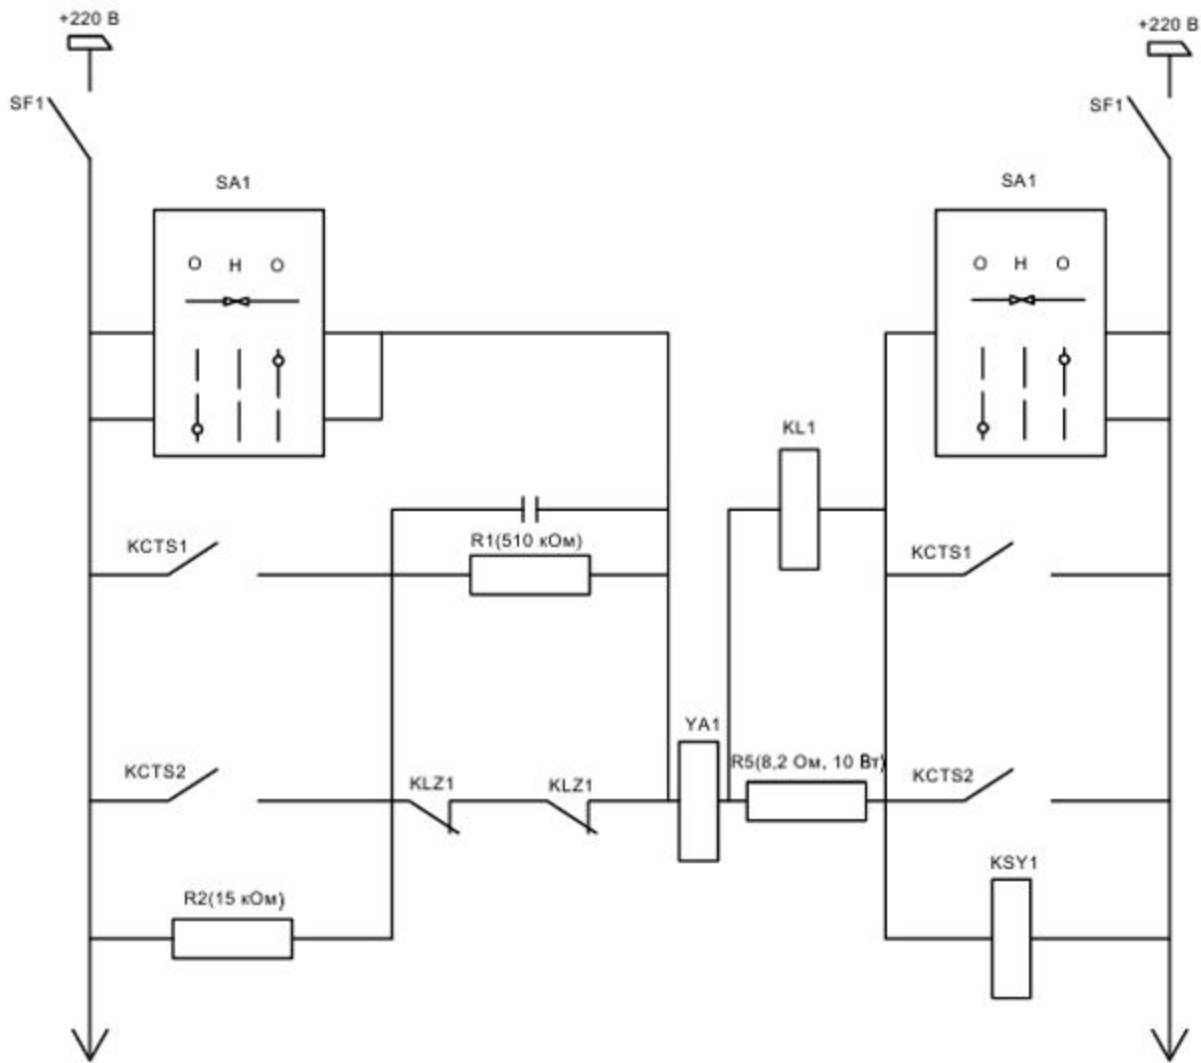 +220 В
+220 В
SF1
SF1
SA1
SA1
О Н О
О Н О
KL1
R1(510 кОм)
KCTS1
KCTS1
YA1
R5(8,2 Ом, 10 Вт)
KCTS2
KLZ1
KLZ1
KCTS2
KSY1
R2(15 кОм)